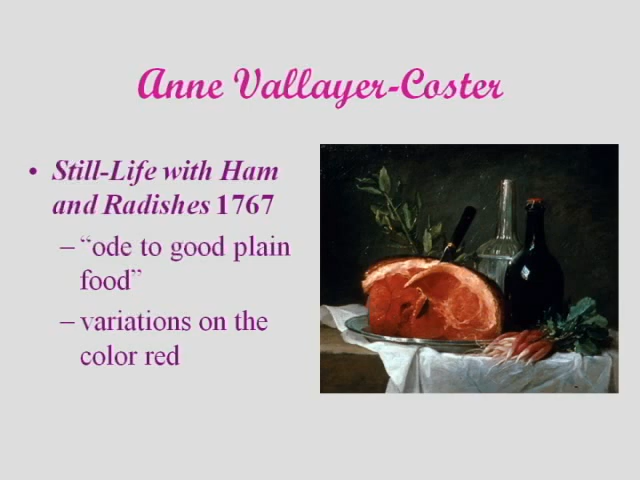 Anne Vallayer-Coster
• Still-Life with Ham
and Radishes 1767
– “ode to good plain
food”
– variations on the
color red